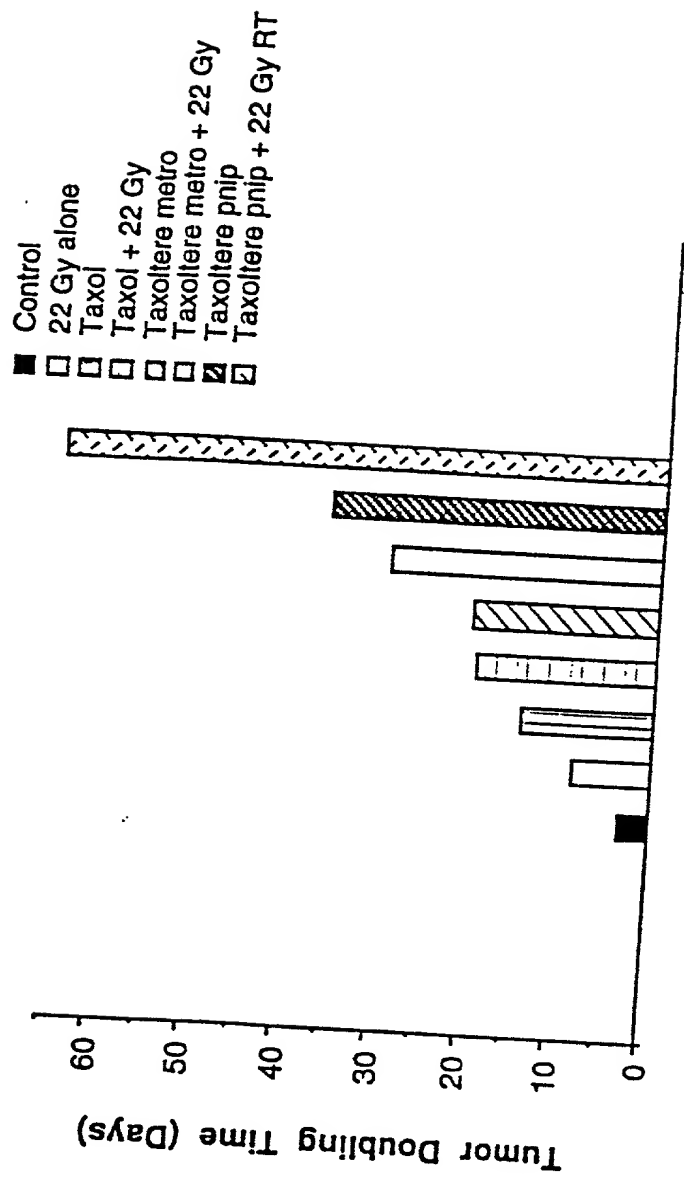 Tumor Doubling Time (Days)
60
50
40
30
20
10
0
Control
22 Gy alone
Taxol
Taxol + 22 Gy
Taxoltere metro
Taxoltere metro + 22 Gy
Taxoltere pnip
Taxoltere pnip + 22 Gy RT